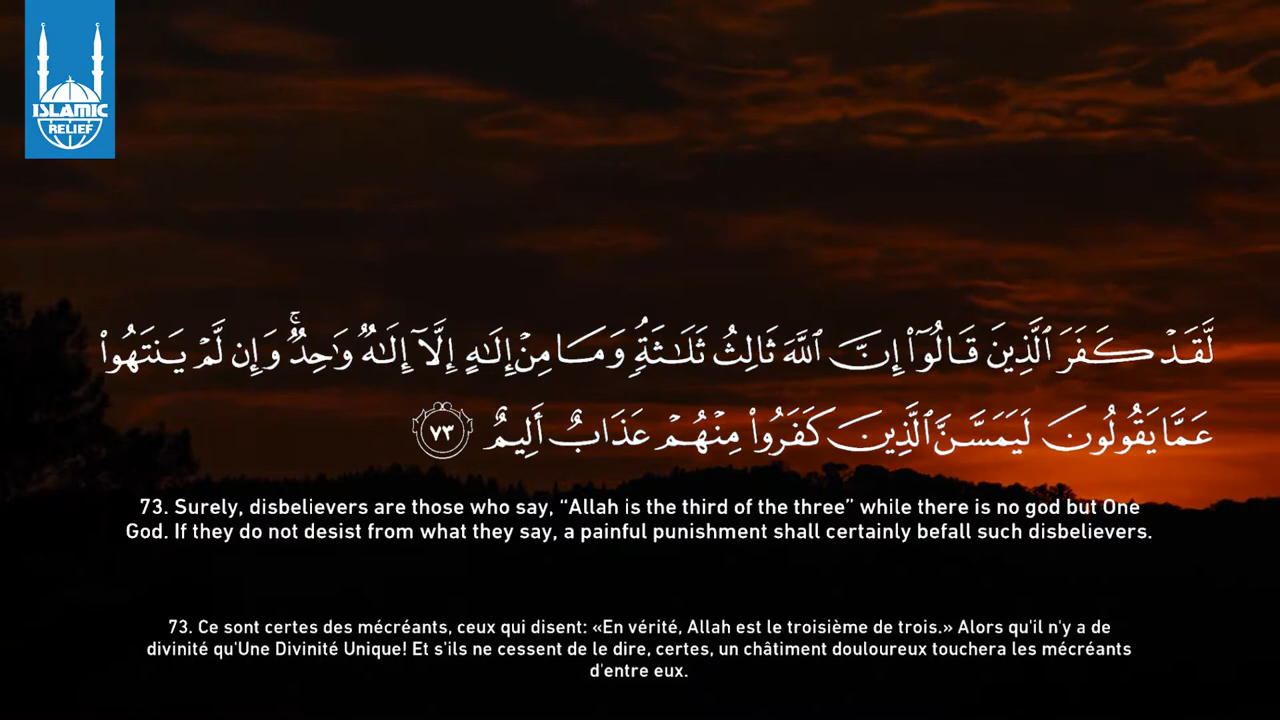 ISLAMIC
RELIEF
لَّقَدْ كَفَرَ ٱلَّذِينَ قَالُوٓا۟ إِنَّ ٱللَّهَ ثَالِثُ ثَلَـٰثَةٍۢ وَمَا مِنْ إِلَـٰهٍ إِلَّآ إِلَـٰهٌۭ وَٰحِدٌۭ ۚ وَإِن لَّمْ يَنتَهُوا۟
عَمَّا يَقُولُونَ لَيَمَسَّنَّ ٱلَّذِينَ كَفَرُوا۟ مِنْهُمْ عَذَابٌ أَلِيمٌ ٧٣
73. Surely, disbelievers are those who say, “Allah is the third of the three” while there is no god but One
God. If they do not desist from what they say, a painful punishment shall certainly befall such disbelievers.
73. Ce sont certes des mécréants, ceux qui disent: «En vérité, Allah est le troisième de trois.» Alors qu'il n'y a de
divinité qu'Une Divinité Unique! Et s'ils ne cessent de le dire, certes, un châtiment douloureux touchera les mécréants
d'entre eux.